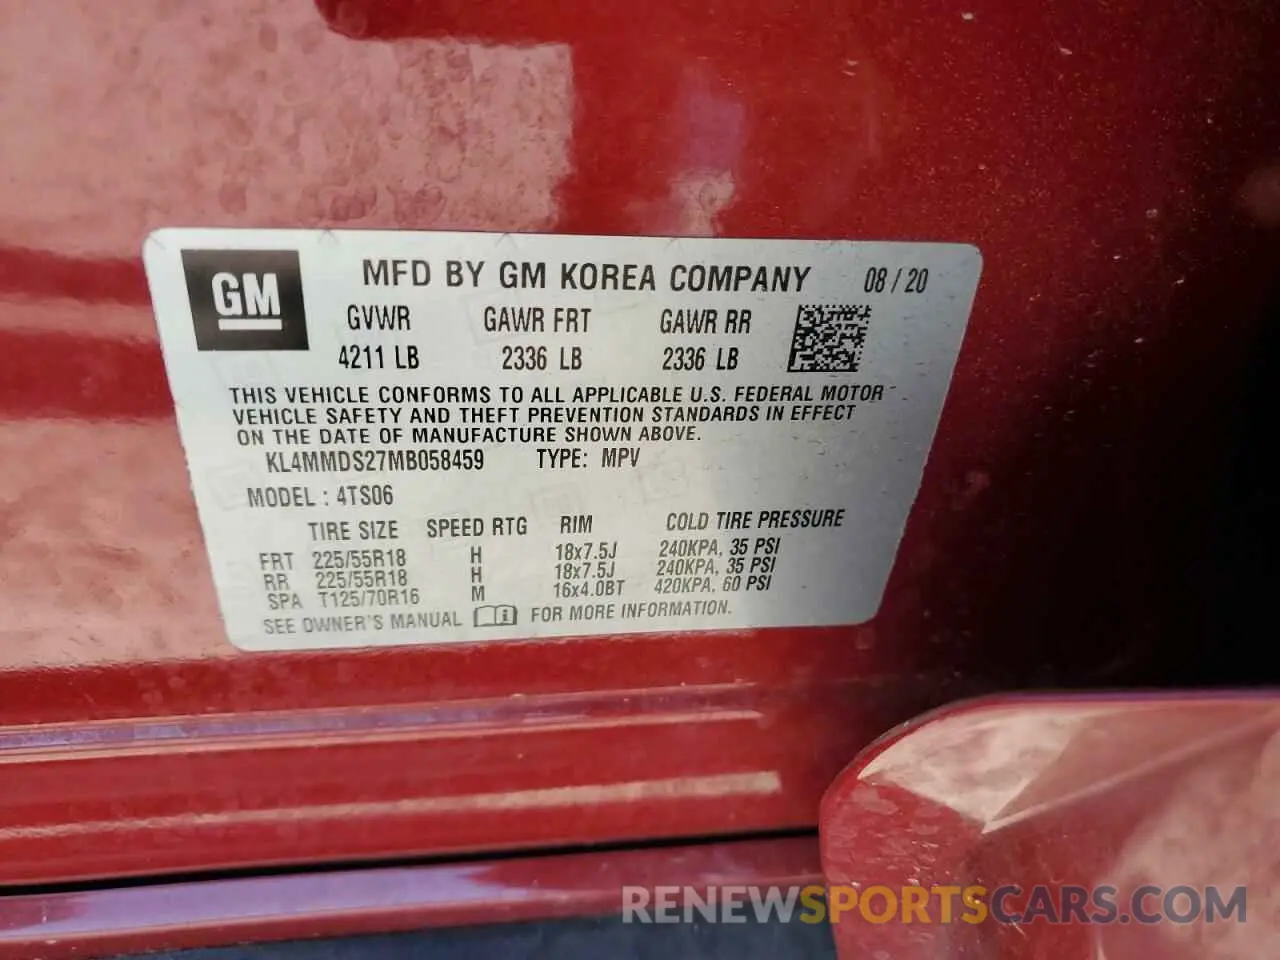 GM
MFD BY GM KOREA COMPANY 08/20
GVWR GAWR FRT GAWR RR
4211 LB 2336 LB 2336 LB
THIS VEHICLE CONFORMS TO ALL APPLICABLE U.S. FEDERAL MOTOR
VEHICLE SAFETY AND THEFT PREVENTION STANDARDS IN EFFECT
ON THE DATE OF MANUFACTURE SHOWN ABOVE.
KL4MMDS27MB058459 TYPE: MPV
MODEL : 4TS06
TIRE SIZE SPEED RTG RIM COLD TIRE PRESSURE
FRT 225/55R18 H 18x7.5J 240KPA, 35 PSI
RR 225/55R18 H 18x7.5J 240KPA, 35 PSI
SPA T125/70R16 M 16x4.0BT 420KPA, 60 PSI
SEE OWNER'S MANUAL i FOR MORE INFORMATION.
RENEWSPORTSCARS.COM